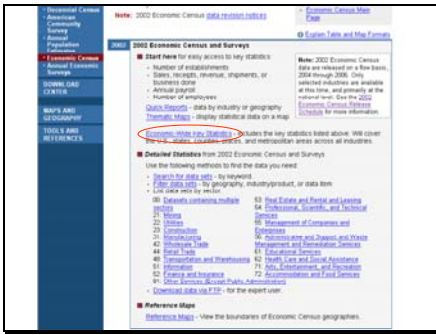 Decennial Census
American
Community
Survey
Annual
Population
Estimates
Economic Census
Annual Economic
Surveys
DOWNLOAD
CENTER
MAPS AND
GEOGRAPHY
TOOLS AND
REFERENCES
Note: 2002 Economic Census data revision notices
Economic Census Main
Page
Explain Table and Map Formats
2002
2002 Economic Census and Surveys
Start here for easy access to key statistics
- Number of establishments
- Sales, receipts, revenue, shipments, or
business done
- Annual payroll
- Number of employees
Quick Reports - data by industry or geography
Thematic Maps - display statistical data on a map
Note: 2002 Economic Census
data are released on a flow basis,
2004 through 2006. Only
selected industries are available
at this time, and primarily at the
national level. See the 2002
Economic Census Release
Schedule for more information.
Economy-Wide Key Statistics - includes the key statistics listed above. Will cover
the U.S., states, counties, places, and metropolitan areas across all industries.
Detailed Statistics from 2002 Economic Census and Surveys
Use the following methods to find the data you need:
- Search for data sets - by keyword
- Filter data sets - by geography, industry/product, or data item
- List data sets by sector
00: Datasets containing multiple
sectors
21: Mining
22: Utilities
23: Construction
31: Manufacturing
42: Wholesale Trade
44: Retail Trade
48: Transportation and Warehousing
51: Information
52: Finance and Insurance
53: Real Estate and Rental and Leasing
54: Professional, Scientific, and Technical
Services
55: Management of Companies and
Enterprises
56: Administrative and Support and Waste
Management and Remediation Services
61: Educational Services
62: Health Care and Social Assistance
71: Arts, Entertainment, and Recreation
72: Accommodation and Food Services
81: Other Services (Except Public Administration)
- Download data via FTP - for the expert user.
Reference Maps
Reference Maps - View the boundaries of Economic Census geographies.